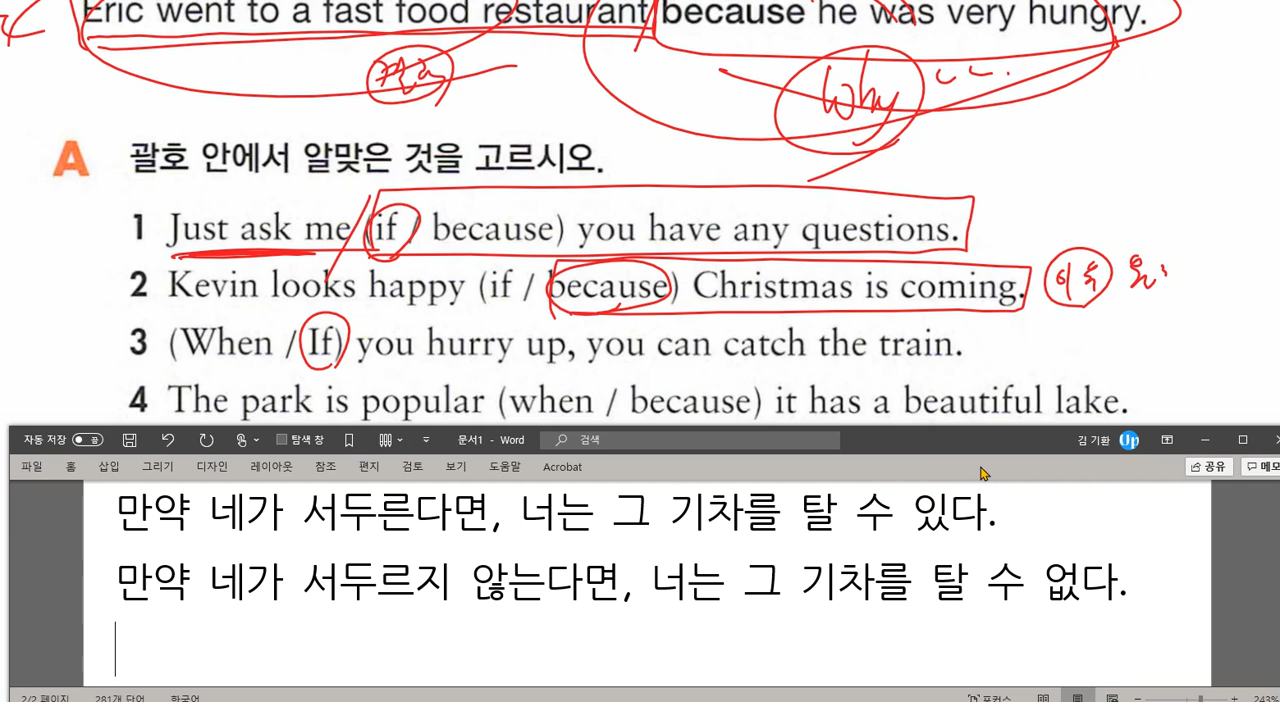 Eric went to a fast food restaurant because he was very hungry.
결과
Why
A 괄호 안에서 알맞은 것을 고르시오.
1 Just ask me (if / because) you have any questions.
2 Kevin looks happy (if / because) Christmas is coming.
3 (When / If) you hurry up, you can catch the train.
4 The park is popular (when / because) it has a beautiful lake.
자동 저장 끔 탐색 창 문서1 - Word 검색 김 기환 Up
파일 홈 삽입 그리기 디자인 레이아웃 참조 편지 검토 보기 도움말 Acrobat 공유 메모
만약 네가 서두른다면, 너는 그 기차를 탈 수 있다.
만약 네가 서두르지 않는다면, 너는 그 기차를 탈 수 없다.
2/2 페이지 281개 단어 한국어 포커스 243%